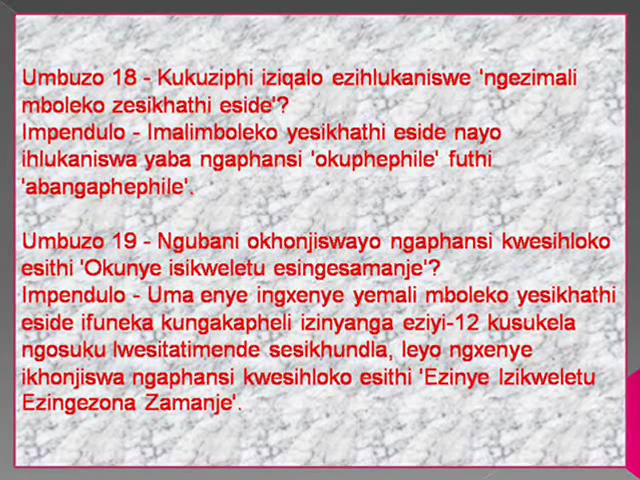 Umbuzo 18 - Kukuziphi iziqalo ezihlukaniswe 'ngezimali
mboleko zesikhathi eside'?
Impendulo - Imalimboleko yesikhathi eside nayo
ihlukaniswa yaba ngaphansi 'okuphephile' futhi
'abangaphephile'.
Umbuzo 19 - Ngubani okhonjiswayo ngaphansi kwesihloko
esithi 'Okunye isikweletu esingesamanje'?
Impendulo - Uma enye ingxenye yemali mboleko yesikhathi
eside ifuneka kungakapheli izinyanga eziyi-12 kusukela
ngosuku lwesitatimende sesikhundla, leyo ngxenye
ikhonjiswa ngaphansi kwesihloko esithi 'Ezinye Izikweletu
Ezingezona Zamanje'.